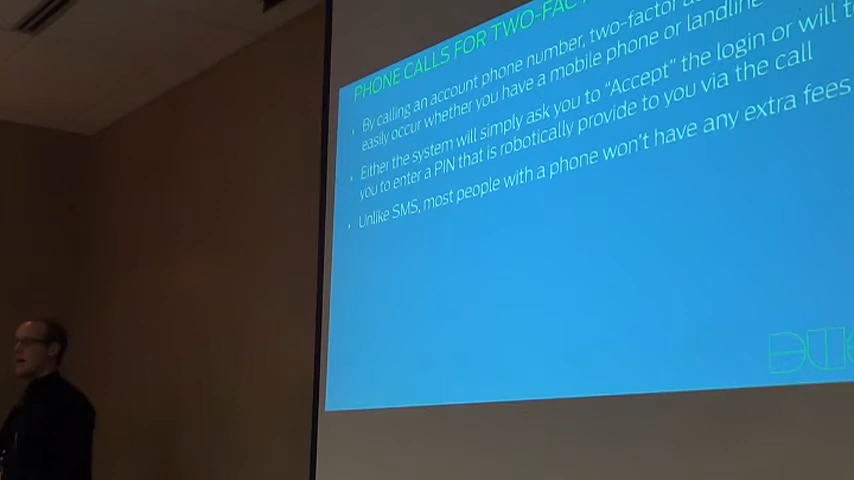 PHONE CALLS FOR TWO-FAC
By calling an account phone number, two-factor
easily occur whether you have a mobile phone or landline
Either the system will simply ask you to “Accept” the login or will
you to enter a PIN that is robotically provide to you via the call
Unlike SMS, most people with a phone won’t have any extra fees